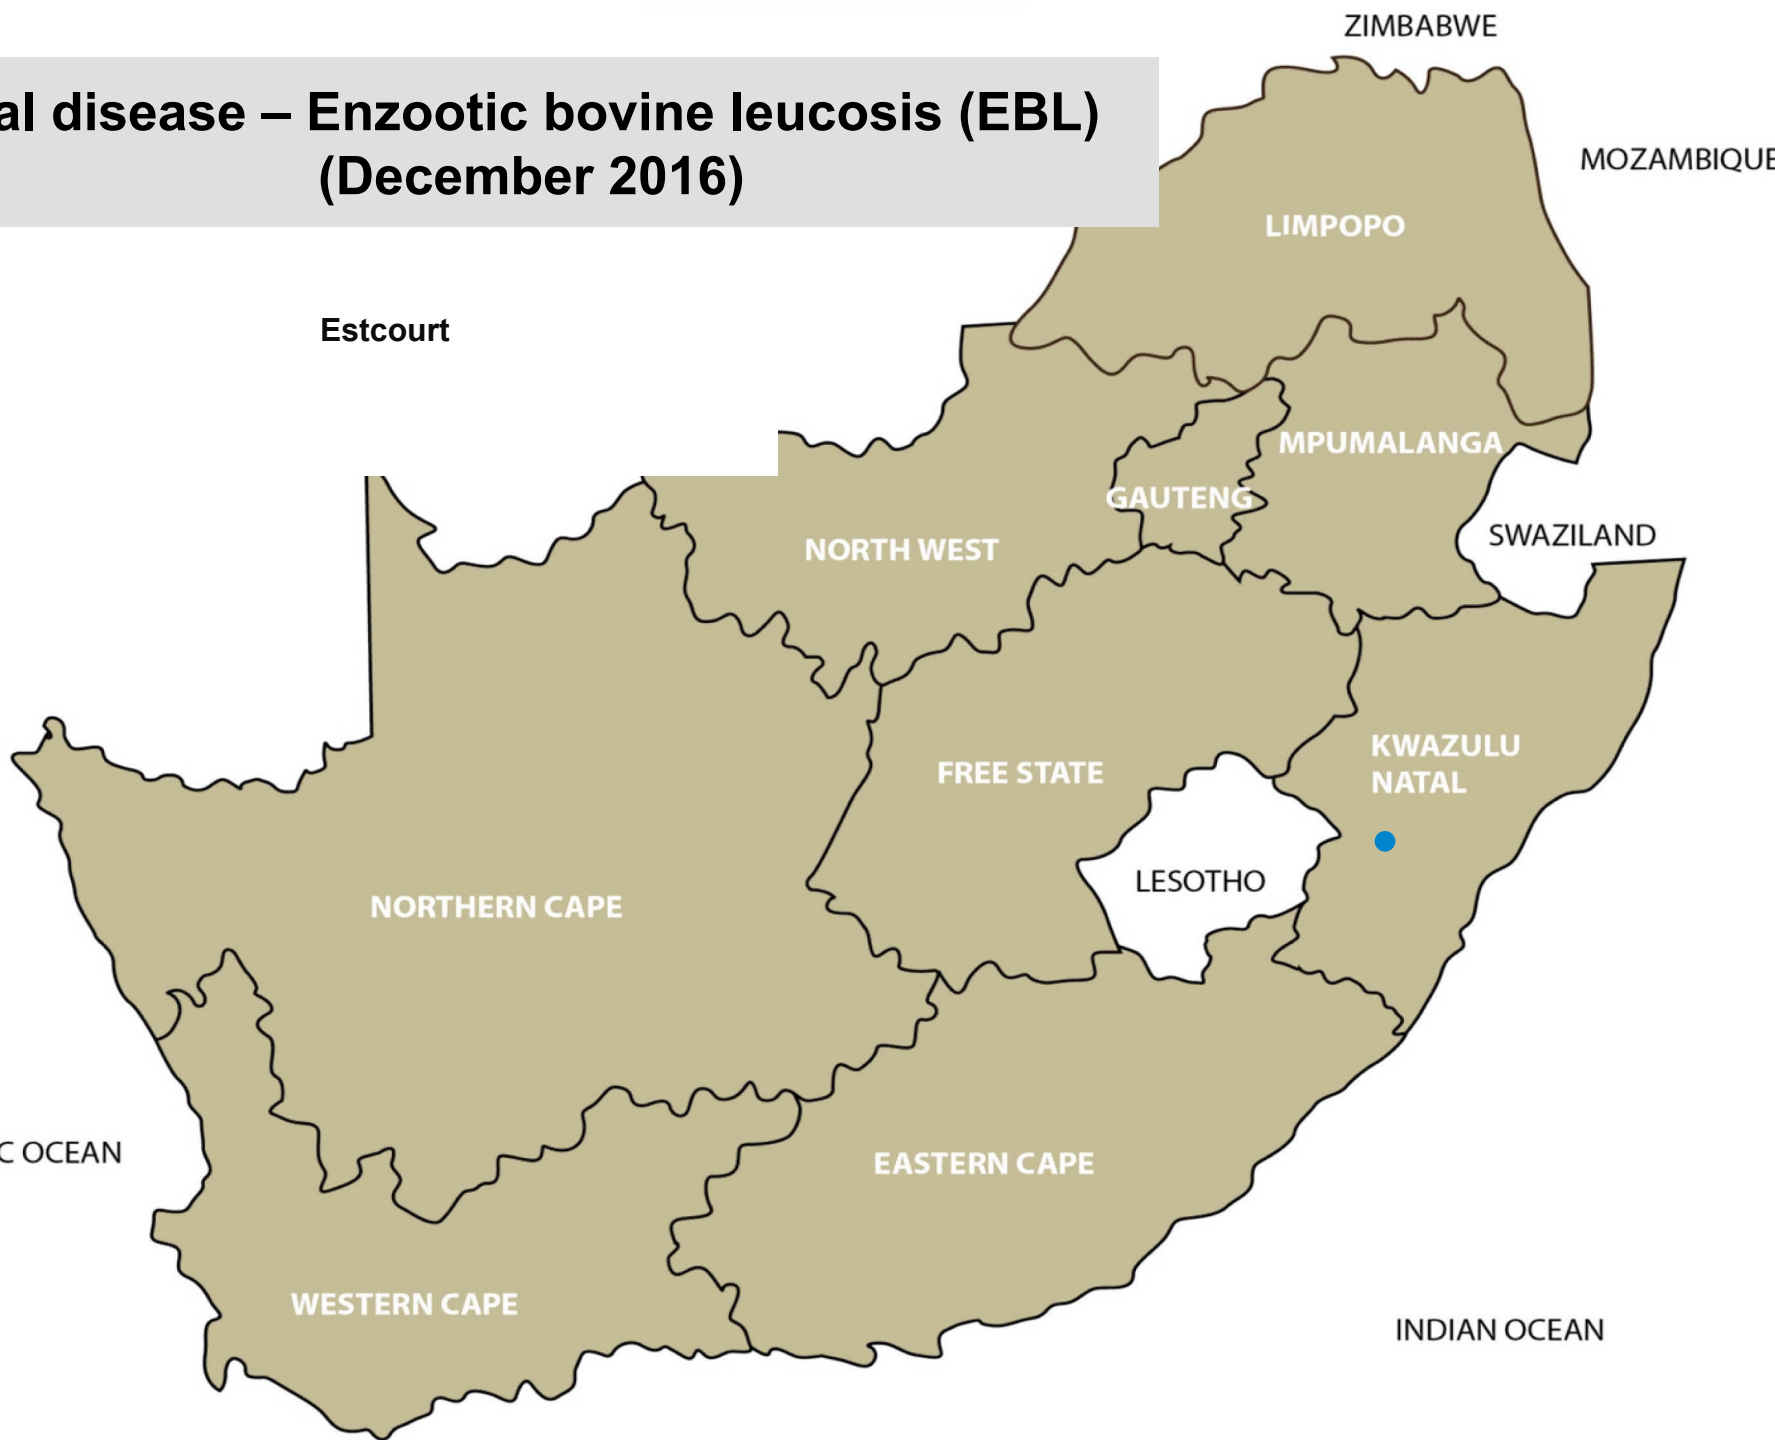 ZIMBABWE
al disease – Enzootic bovine leucosis (EBL)
(December 2016)
MOZAMBIQUE
LIMPOPO
Estcourt
MPUMALANGA
GAUTENG
SWAZILAND
NORTH WEST
KWAZULU
NATAL
FREE STATE
LESOTHO
NORTHERN CAPE
C OCEAN
EASTERN CAPE
WESTERN CAPE
INDIAN OCEAN